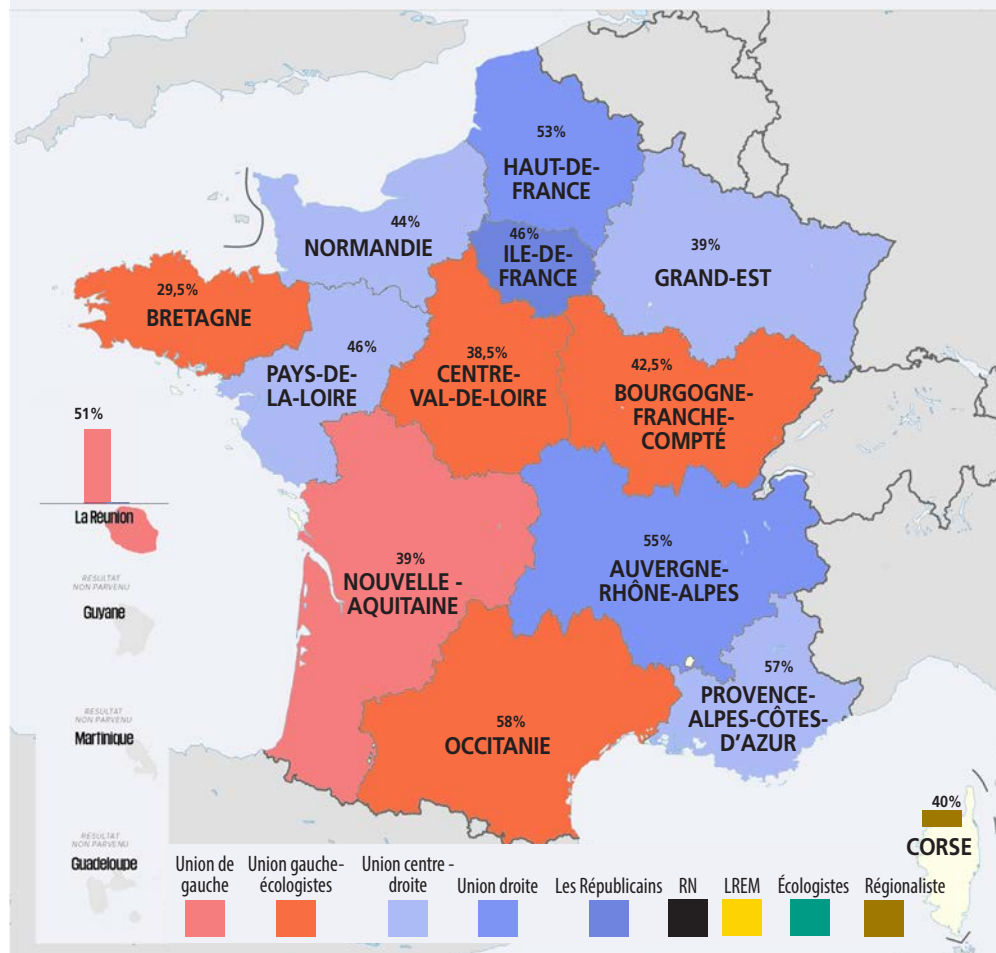 53%
HAUT-DE-
FRANCE
44%
NORMANDIE
46%
ILE-DE-
FRANCE
39%
GRAND-EST
29,5%
BRETAGNE
46%
PAYS-DE-
LA-LOIRE
38,5%
CENTRE-
VAL-DE-LOIRE
42,5%
BOURGOGNE-
FRANCHE-
COMPTÉ
51%
La Réunion
RESULTAT
NON PARVENU
Guyane
39%
NOUVELLE -
AQUITAINE
55%
AUVERGNE-
RHÔNE-ALPES
57%
PROVENCE-
ALPES-CÔTES-
D'AZUR
RESULTAT
NON PARVENU
Martinique
58%
OCCITANIE
RESULTAT
NON PARVENU
Guadeloupe
40%
CORSE
Union de
gauche
Union gauche-
écologistes
Union centre -
droite
Union droite
Les Républicains
RN
LREM
Écologistes
Régionaliste